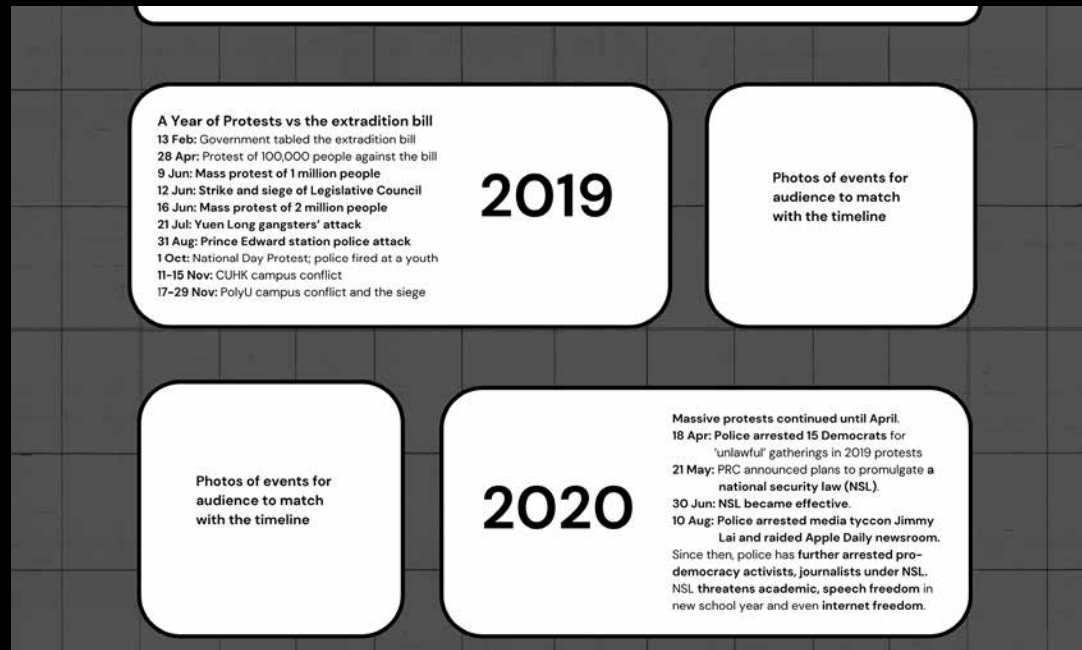 A Year of Protests vs the extradition bill
13 Feb: Government tabled the extradition bill
28 Apr: Protest of 100,000 people against the bill
9 Jun: Mass protest of 1 million people
12 Jun: Strike and siege of Legislative Council
16 Jun: Mass protest of 2 million people
21 Jul: Yuen Long gangsters' attack
31 Aug: Prince Edward station police attack
1 Oct: National Day Protest; police fired at a youth
11-15 Nov: CUHK campus conflict
17-29 Nov: PolyU campus conflict and the siege
2019
Photos of events for
audience to match
with the timeline
Photos of events for
audience to match
with the timeline
2020
Massive protests continued until April.
18 Apr: Police arrested 15 Democrats for
'unlawful' gatherings in 2019 protests
21 May: PRC announced plans to promulgate a
national security law (NSL).
30 Jun: NSL became effective.
10 Aug: Police arrested media tyccon Jimmy
Lai and raided Apple Daily newsroom.
Since then, police has further arrested pro-
democracy activists, journalists under NSL.
NSL threatens academic, speech freedom in
new school year and even internet freedom.